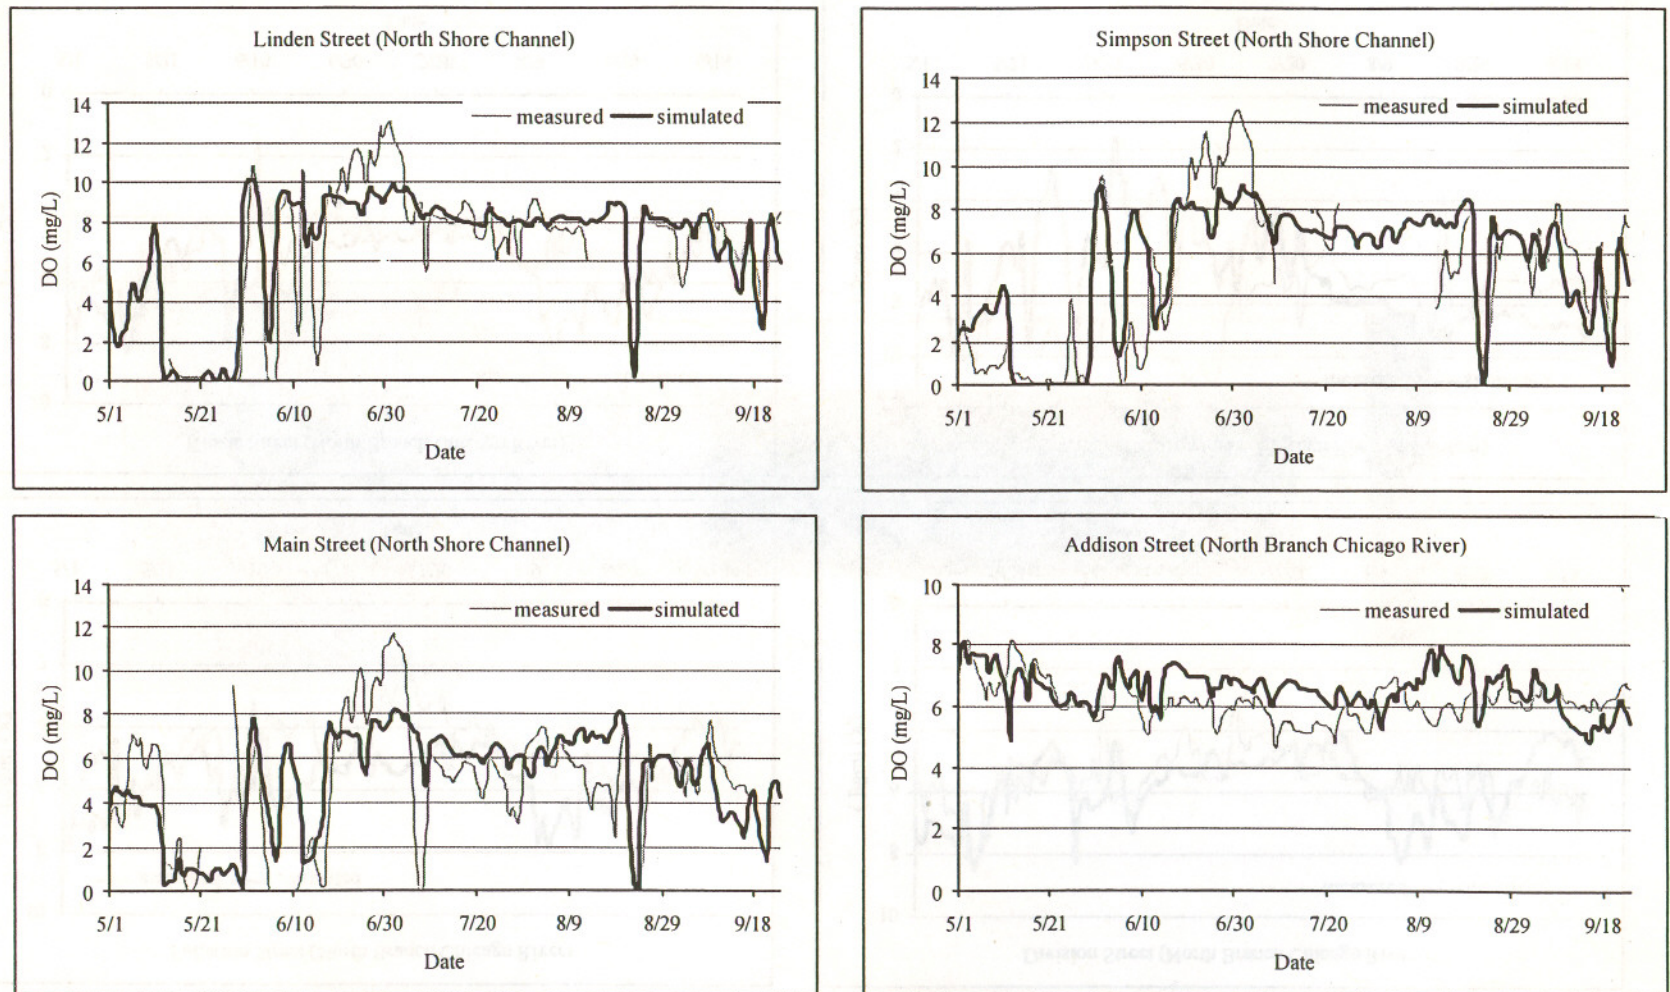 Linden Street (North Shore Channel)
14
12
10
8
6
4
2
0
DO (mg/L)
measured simulated
5/1 5/21 6/10 6/30 7/20 8/9 8/29 9/18
Date
Simpson Street (North Shore Channel)
14
12
10
8
6
4
2
0
DO (mg/L)
measured simulated
5/1 5/21 6/10 6/30 7/20 8/9 8/29 9/18
Date
Main Street (North Shore Channel)
14
12
10
8
6
4
2
0
DO (mg/L)
measured simulated
5/1 5/21 6/10 6/30 7/20 8/9 8/29 9/18
Date
Addison Street (North Branch Chicago River)
10
8
6
4
2
0
DO (mg/L)
measured simulated
5/1 5/21 6/10 6/30 7/20 8/9 8/29 9/18
Date